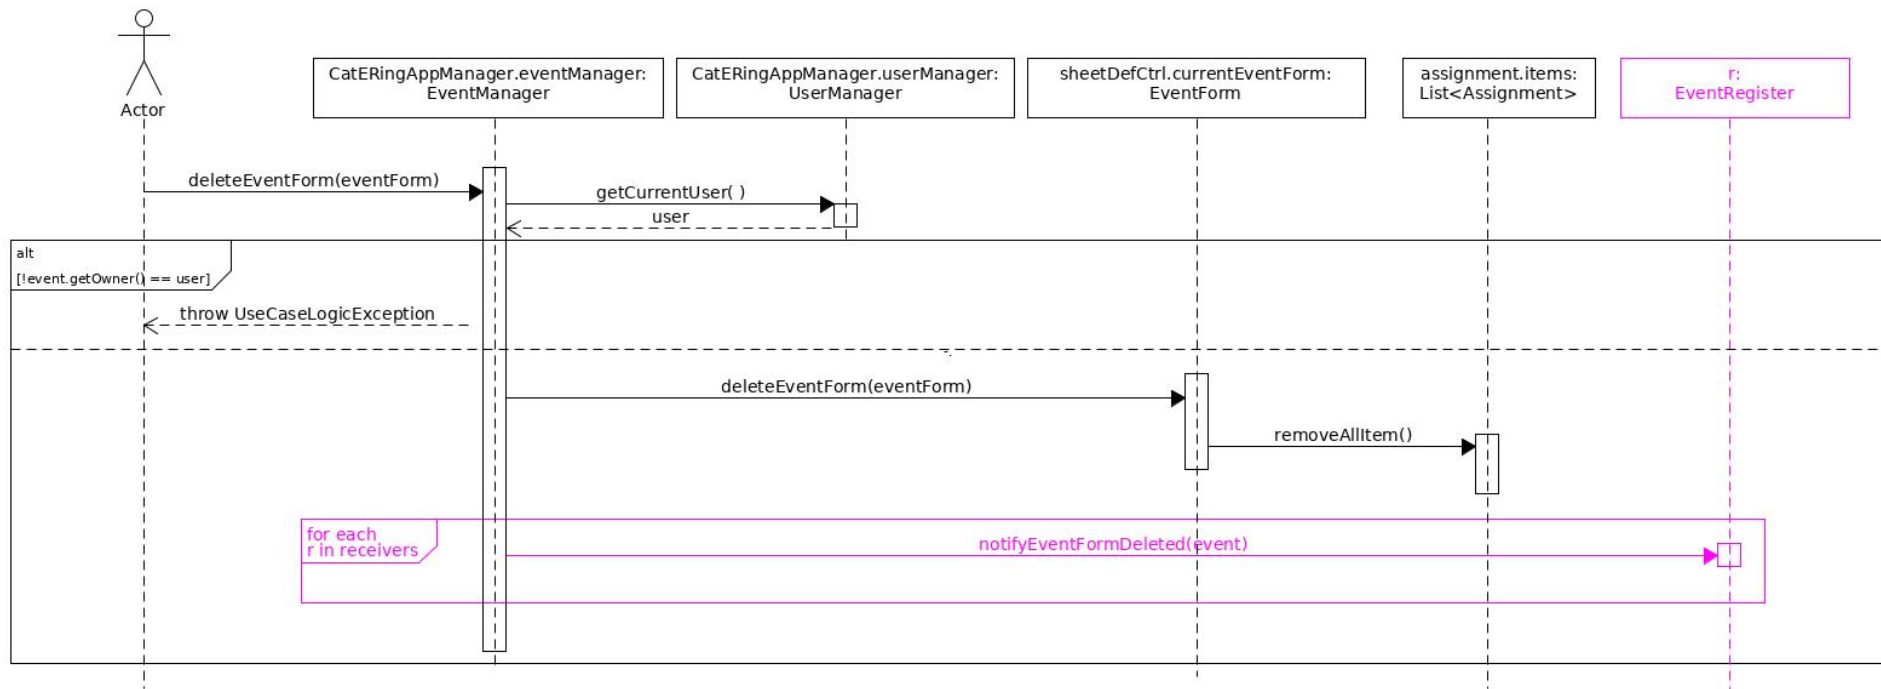 Actor
CatERingAppManager.eventManager:
EventManager
CatERingAppManager.userManager:
UserManager
sheetDefCtrl.currentEventForm:
EventForm
assignment.items:
List<Assignment>
r:
EventRegister
deleteEventForm(eventForm)
getCurrentUser( )
user
alt
[!event.getOwner() == user]
throw UseCaseLogicException
deleteEventForm(eventForm)
removeAllItem()
for each
r in receivers
notifyEventFormDeleted(event)